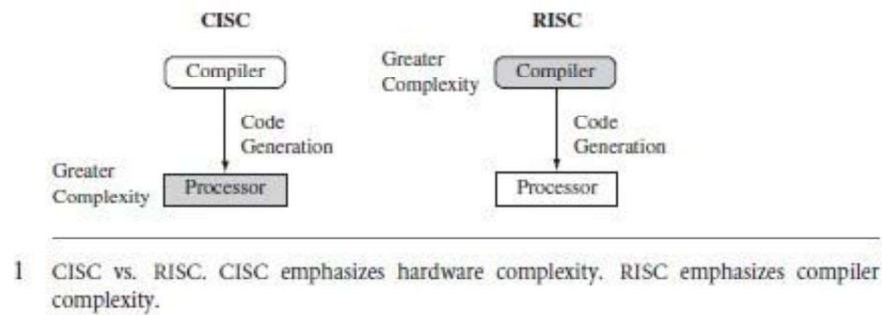 CISC
RISC
Compiler
Greater
Complexity
Compiler
Code
Generation
Code
Generation
Greater
Complexity
Processor
Processor
1 CISC vs. RISC. CISC emphasizes hardware complexity. RISC emphasizes compiler
complexity.